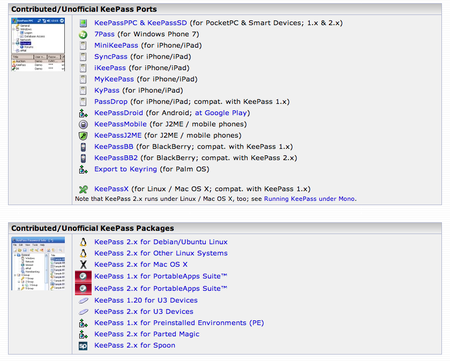 Contributed/Unofficial KeePass Ports
KeePassPPC & KeePassSD (for PocketPC & Smart Devices; 1.x & 2.x)
7Pass (for Windows Phone 7)
MiniKeePass (for iPhone/iPad)
SyncPass (for iPhone/iPad)
iKeePass (for iPhone/iPad)
MyKeePass (for iPhone/iPad)
KyPass (for iPhone/iPad)
PassDrop (for iPhone/iPad; compat. with KeePass 1.x)
KeePassDroid (for Android; at Google Play)
KeePassMobile (for J2ME / mobile phones)
KeePassJ2ME (for J2ME / mobile phones)
KeePassBB (for BlackBerry; compat. with KeePass 1.x)
KeePassBB2 (for BlackBerry; compat. with KeePass 2.x)
Export to Keyring (for Palm OS)
KeePassX (for Linux / Mac OS X; compat. with KeePass 1.x)
Note that KeePass 2.x runs under Linux / Mac OS X, too; see Running KeePass under Mono.
Contributed/Unofficial KeePass Packages
KeePass 2.x for Debian/Ubuntu Linux
KeePass 2.x for Other Linux Systems
KeePass 2.x for Mac OS X
KeePass 1.x for PortableApps Suite™
KeePass 2.x for PortableApps Suite™
KeePass 1.20 for U3 Devices
KeePass 2.x for U3 Devices
KeePass 1.x for Preinstalled Environments (PE)
KeePass 2.x for Parted Magic
sp KeePass 2.x for Spoon